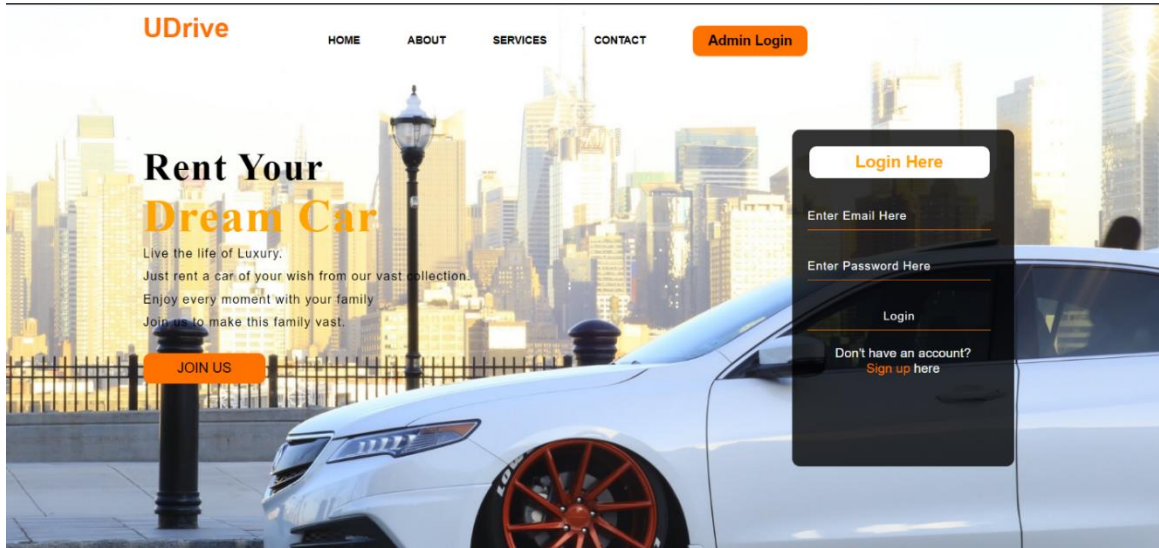 UDrive
HOME ABOUT SERVICES CONTACT Admin Login
Rent Your
Dream Car
Live the life of Luxury.
Just rent a car of your wish from our vast collection.
Enjoy every moment with your family
Join us to make this family vast.
JOIN US
Login Here
Enter Email Here
Enter Password Here
Login
Don't have an account?
Sign up here